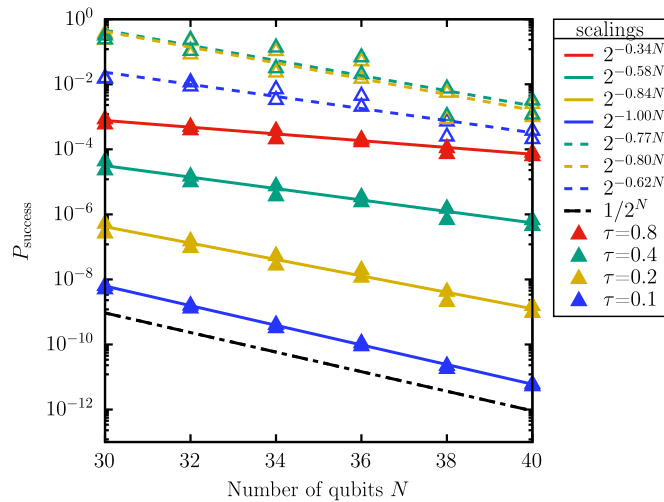 10^0
10^−2
10^−4
10^−6
10^−8
10^−10
10^−12
P_success
30 32 34 36 38 40
Number of qubits N
scalings
2^−0.34N
2^−0.58N
2^−0.84N
2^−1.00N
2^−0.77N
2^−0.80N
2^−0.62N
1/2^N
τ=0.8
τ=0.4
τ=0.2
τ=0.1